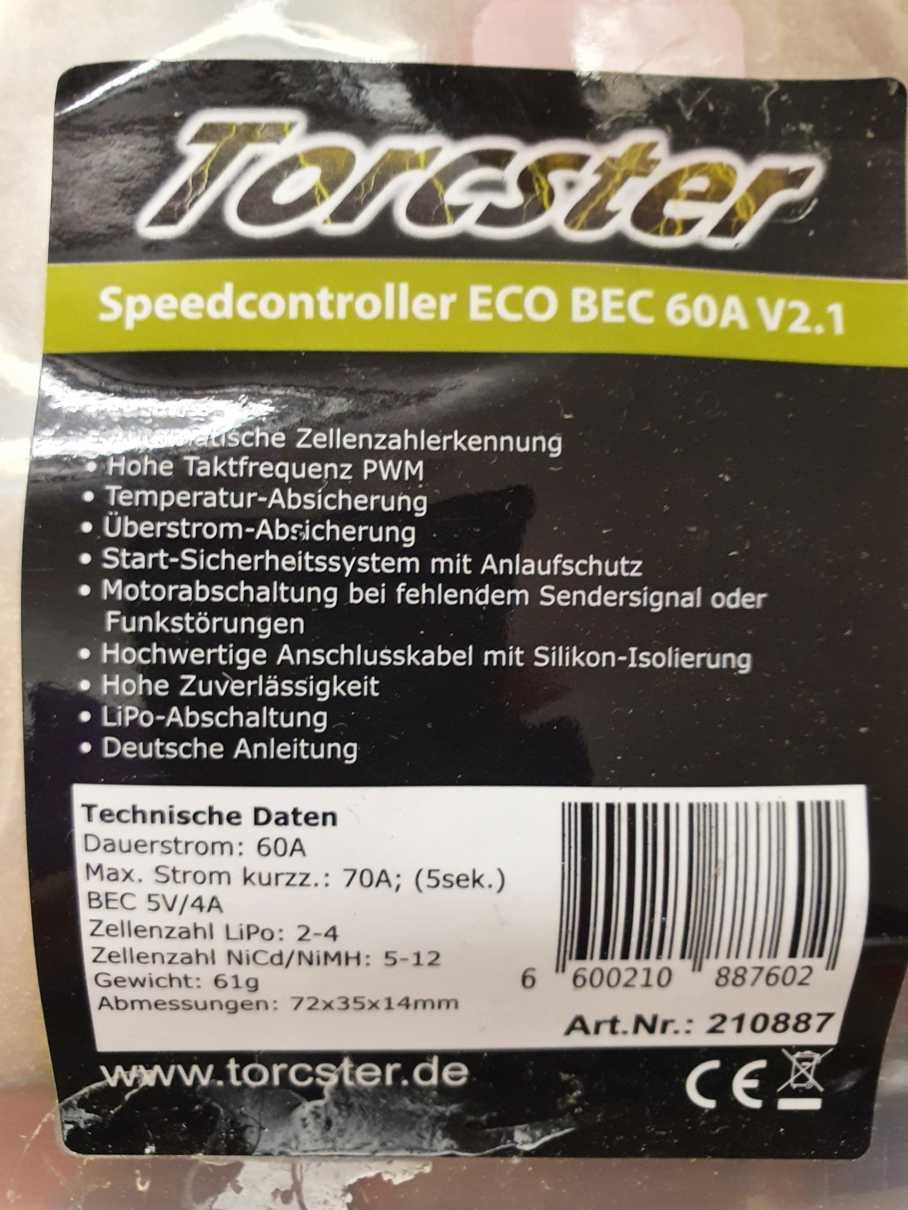 Torcster
Speedcontroller ECO BEC 60A V2.1
• Automatische Zellenzahlerkennung
• Hohe Taktfrequenz PWM
• Temperatur-Absicherung
• Überstrom-Absicherung
• Start-Sicherheitssystem mit Anlaufschutz
• Motorabschaltung bei fehlendem Sendersignal oder
Funkstörungen
• Hochwertige Anschlusskabel mit Silikon-Isolierung
• Hohe Zuverlässigkeit
• LiPo-Abschaltung
• Deutsche Anleitung
Technische Daten
Dauerstrom: 60A
Max. Strom kurzz.: 70A; (5sek.)
BEC 5V/4A
Zellenzahl LiPo: 2-4
Zellenzahl NiCd/NiMH: 5-12
Gewicht: 61g
Abmessungen: 72x35x14mm
6 600210 887602
Art.Nr.: 210887
www.torcster.de
CE